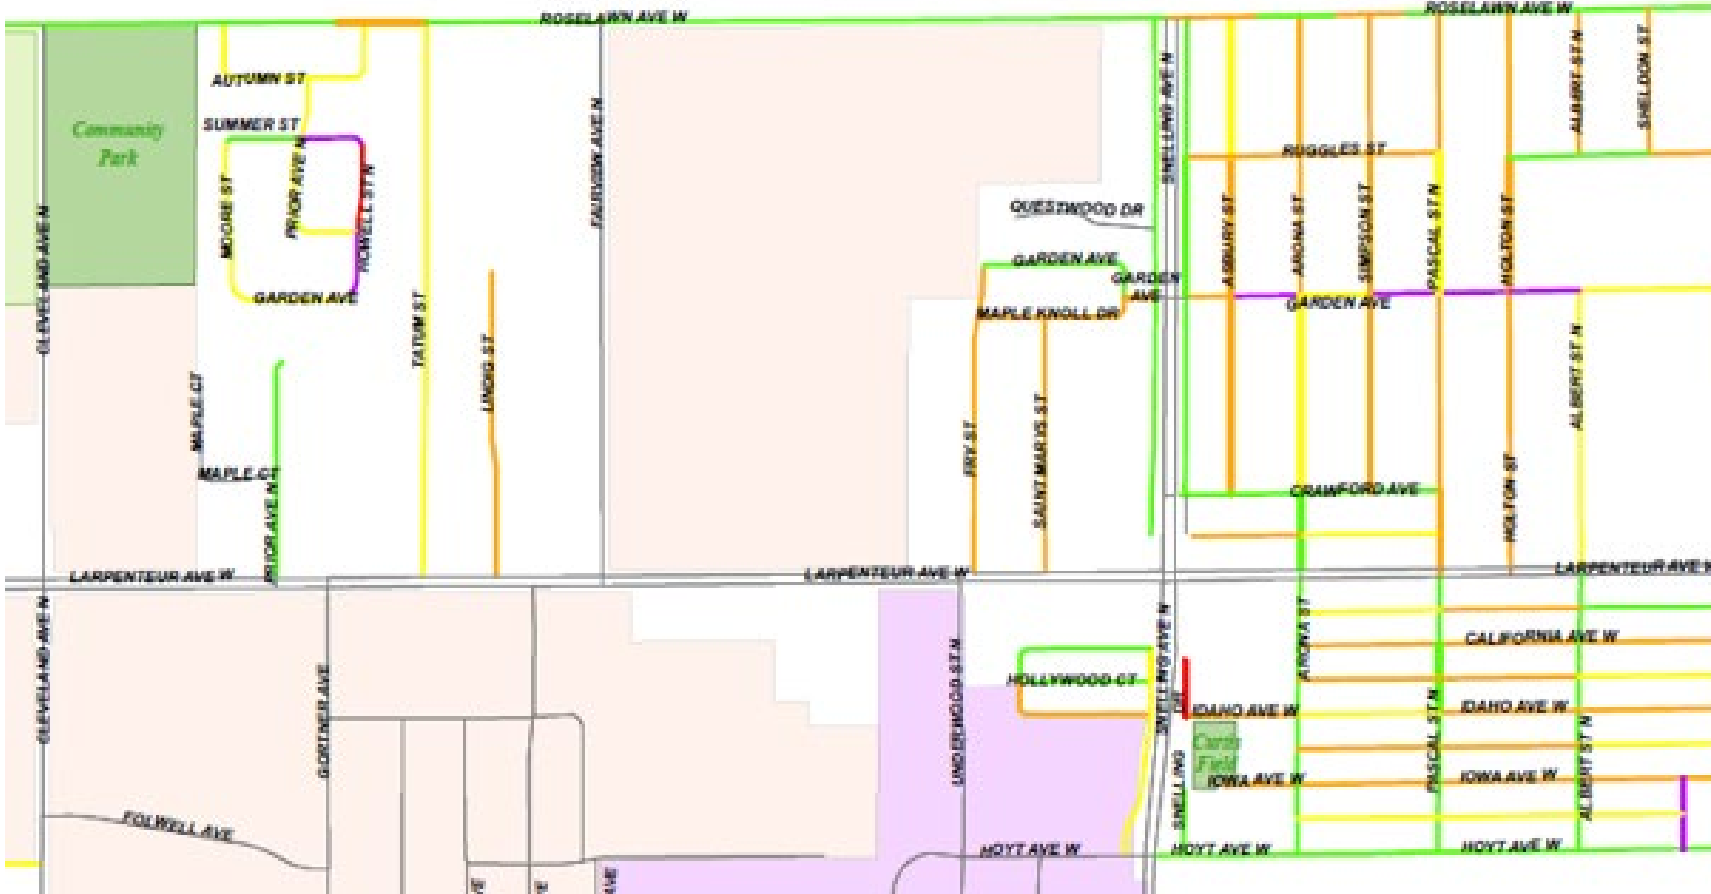 ROSELAWN AVE W
ROSELAWN AVE W
AUTUMN ST
SUMMER ST
Community
Park
CLEVELAND AVE N
MOORE ST
PRIOR AVE N
ROWELL ST N
GARDEN AVE
TATUM ST
LINDIG ST
FAIRVIEW AVE N
MAPLE CT
MAPLE CT
PRIOR AVE N
SNELLING AVE N
QUESTWOOD DR
GARDEN AVE
GARDEN
AVE
MAPLE KNOLL DR
FRY ST
SAINT MARYS ST
RUGGLES ST
ASBURY ST
ARONA ST
SIMPSON ST
PASCAL ST N
HOLTON ST
ALBERT ST N
SHELDON ST
GARDEN AVE
ALBERT ST N
HOLTON ST
CRAWFORD AVE
LARPENTEUR AVE W
LARPENTEUR AVE W
LARPENTEUR AVE W
CLEVELAND AVE N
GORTNER AVE
FOLWELL AVE
UNDERWOOD ST N
HOLLYWOOD CT
SNELLING AVE N
ARONA ST
CALIFORNIA AVE W
IDAHO AVE W
IDAHO AVE W
Curtis
Field
IOWA AVE W
IOWA AVE W
PASCAL ST N
ALBERT ST N
SNELLING
HOYT AVE W
HOYT AVE W
HOYT AVE W
AVE